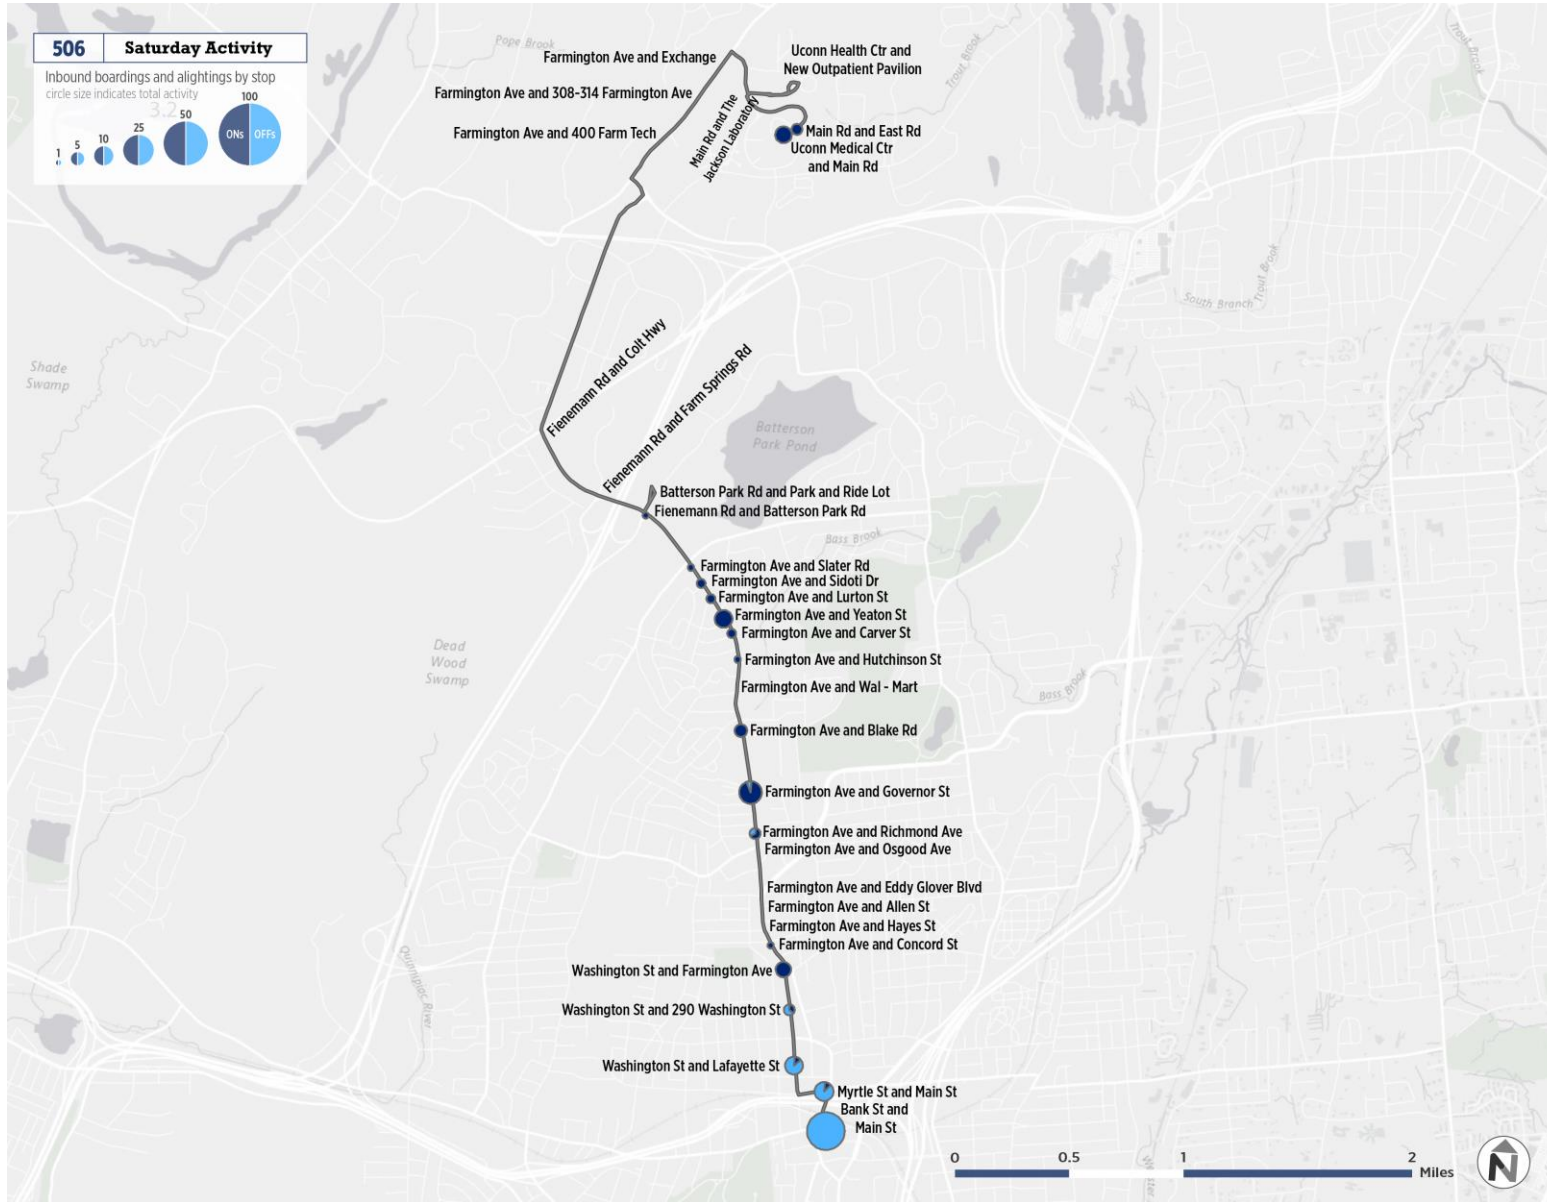 506 Saturday Activity
Inbound boardings and alightings by stop
circle size indicates total activity
3.2
1 5 10 25 50 100
ONs OFFs
Pope Brook
Trout Brook
Trout Brook
Farmington Ave and Exchange
Uconn Health Ctr and
New Outpatient Pavilion
Farmington Ave and 308-314 Farmington Ave
Farmington Ave and 400 Farm Tech
Main Rd and The
Jackson Laboratory
Main Rd and East Rd
Uconn Medical Ctr
and Main Rd
Trout Brook
South Branch
Shade
Swamp
Fienemann Rd and Colt Hwy
Fienemann Rd and Farm Springs Rd
Batterson
Park Pond
Batterson Park Rd and Park and Ride Lot
Fienemann Rd and Batterson Park Rd
Bass Brook
Farmington Ave and Slater Rd
Farmington Ave and Sidoti Dr
Farmington Ave and Lurton St
Farmington Ave and Yeaton St
Farmington Ave and Carver St
Dead
Wood
Swamp
Farmington Ave and Hutchinson St
Farmington Ave and Wal - Mart
Bass Brook
Farmington Ave and Blake Rd
Farmington Ave and Governor St
Farmington Ave and Richmond Ave
Farmington Ave and Osgood Ave
Farmington Ave and Eddy Glover Blvd
Farmington Ave and Allen St
Farmington Ave and Hayes St
Farmington Ave and Concord St
Quinnipiac River
Washington St and Farmington Ave
Washington St and 290 Washington St
Washington St and Lafayette St
Myrtle St and Main St
Bank St and
Main St
0 0.5 1 2
Miles
N